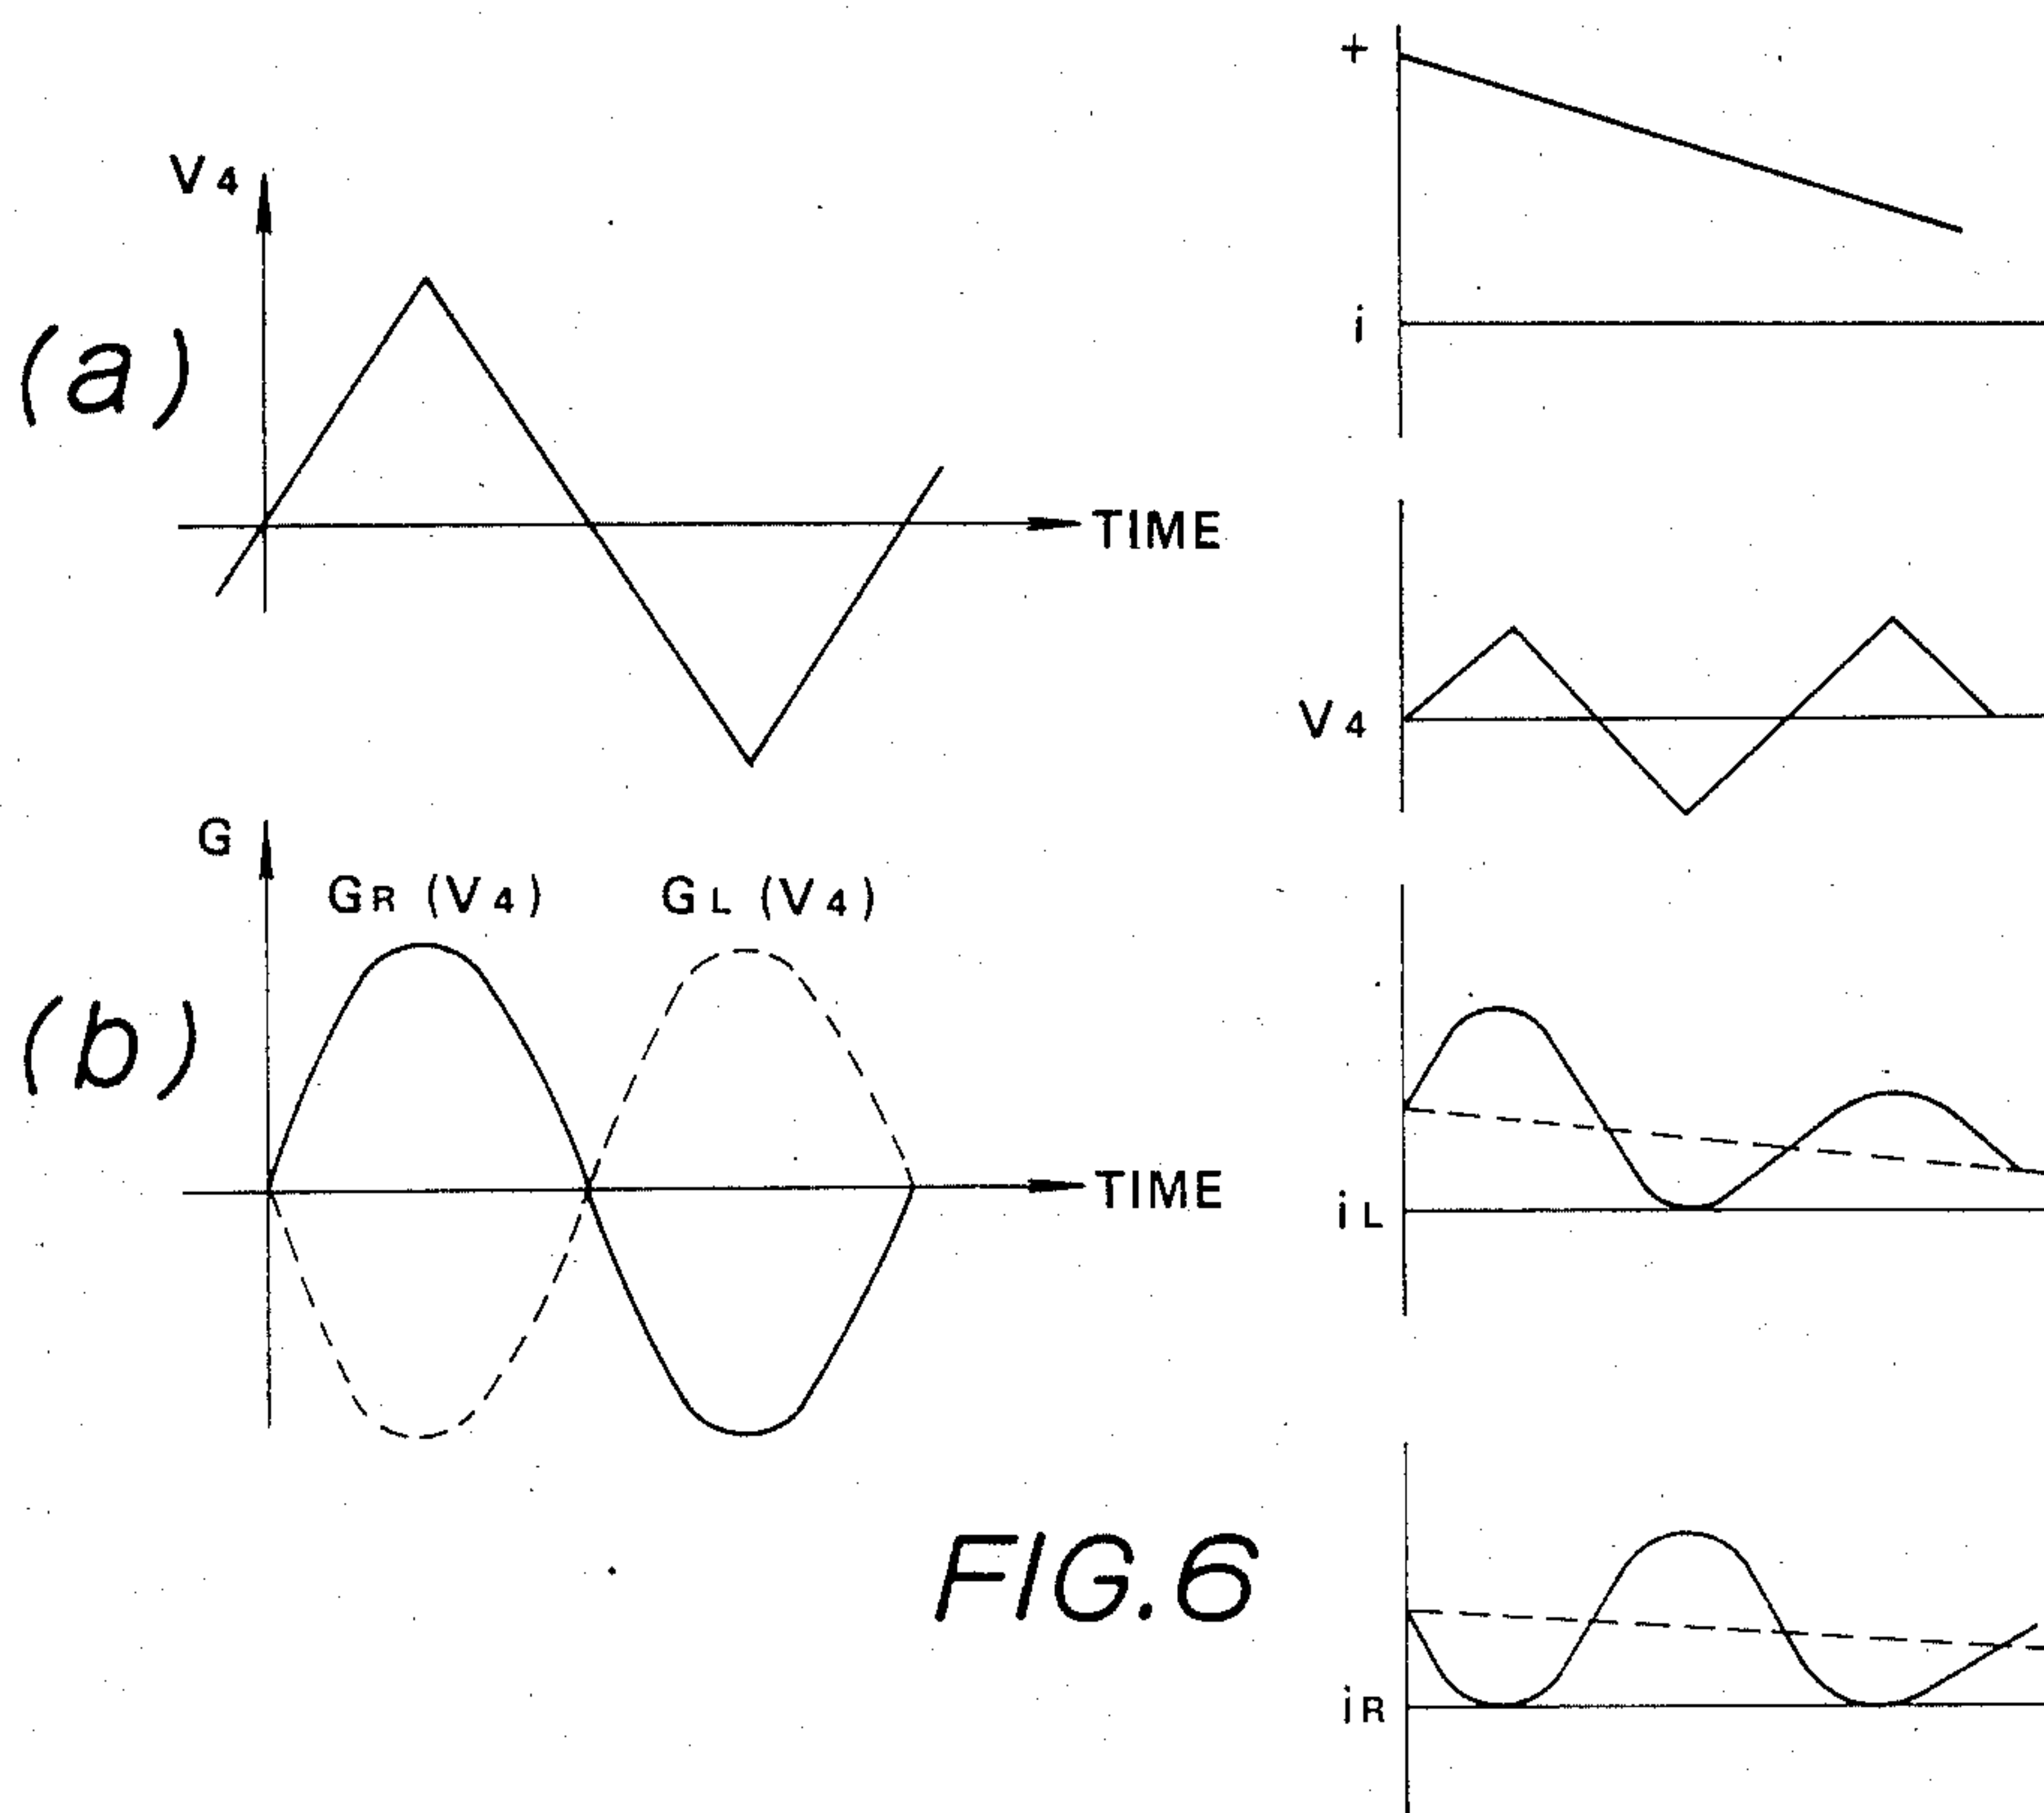 V4
(a)
TIME
G
GR (V4)
GL (V4)
(b)
TIME
FIG.6
+
i
V4
iL
iR